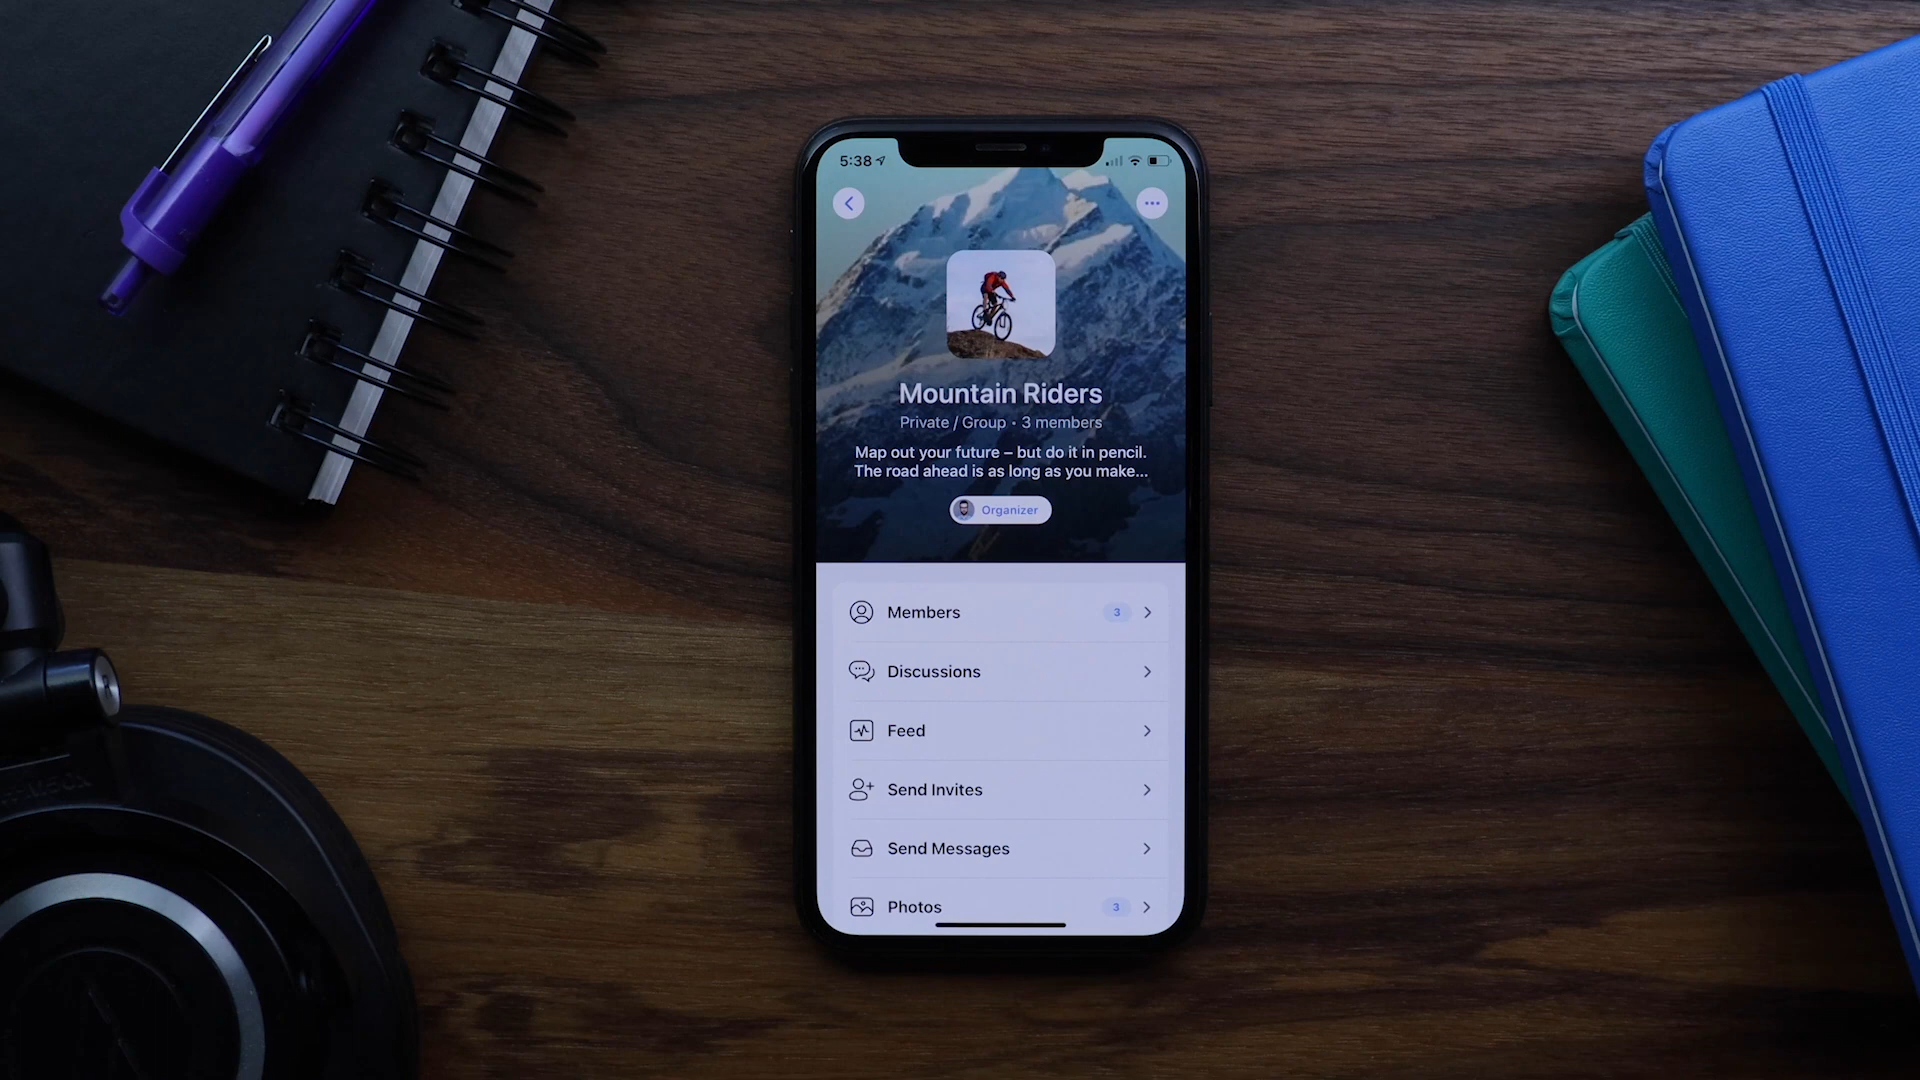 5:38
Mountain Riders
Private / Group • 3 members
Map out your future – but do it in pencil.
The road ahead is as long as you make...
Organizer
Members 3
Discussions
Feed
Send Invites
Send Messages
Photos 3